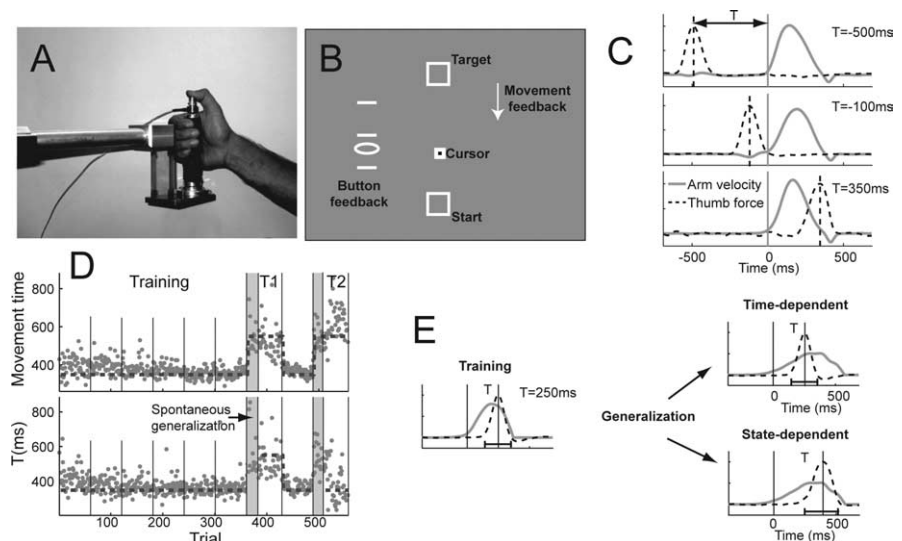 A
B
Target
Movement
feedback
Cursor
Button
feedback
Start
C
T
T=-500ms
T=-100ms
T=350ms
Arm velocity
Thumb force
-500 0 500
Time (ms)
D
Training T1 T2
Movement time
800
600
400
Spontaneous
generalization
T(ms)
800
600
400
100 200 300 400 500
Trial
E
Training
T
T=250ms
Generalization
Time-dependent
T
0 500
Time (ms)
State-dependent
T
0 500
Time (ms)